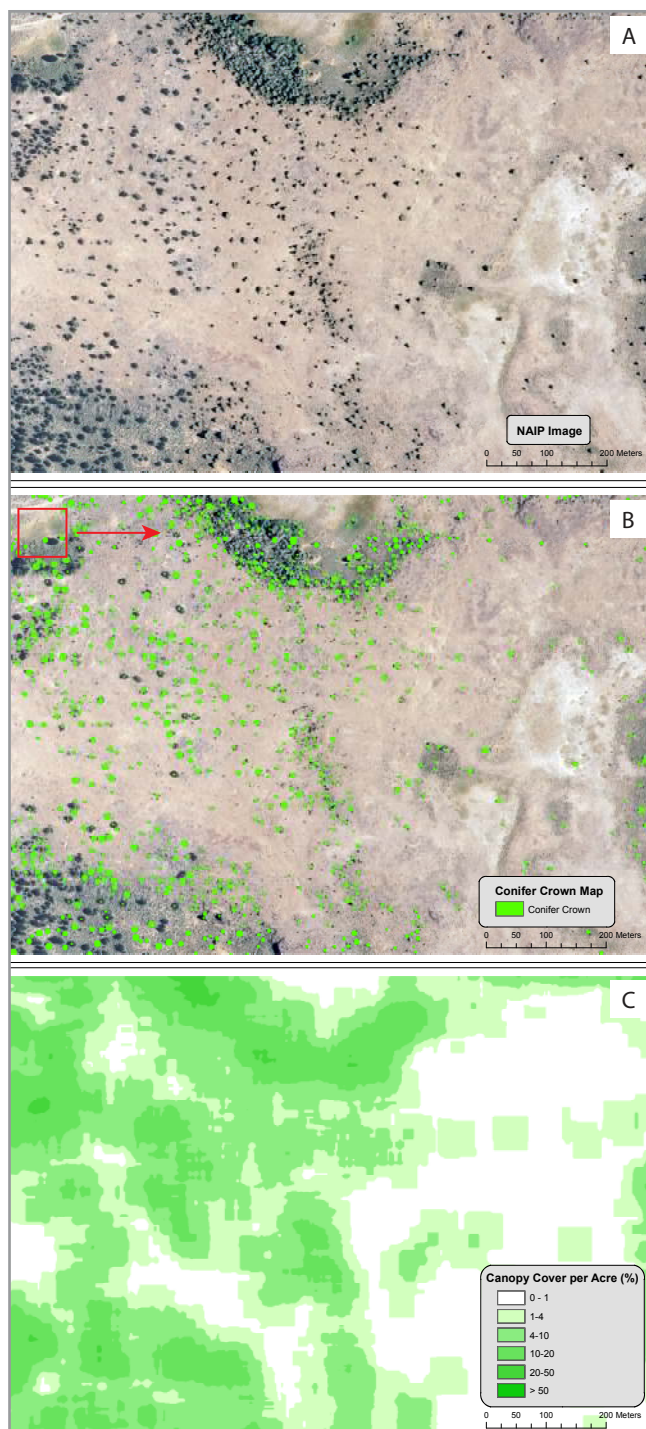 A
NAIP Image
0 50 100 200 Meters
B
Conifer Crown Map
Conifer Crown
0 50 100 200 Meters
C
Canopy Cover per Acre (%)
0 - 1
1-4
4-10
10-20
20-50
> 50
0 50 100 200 Meters